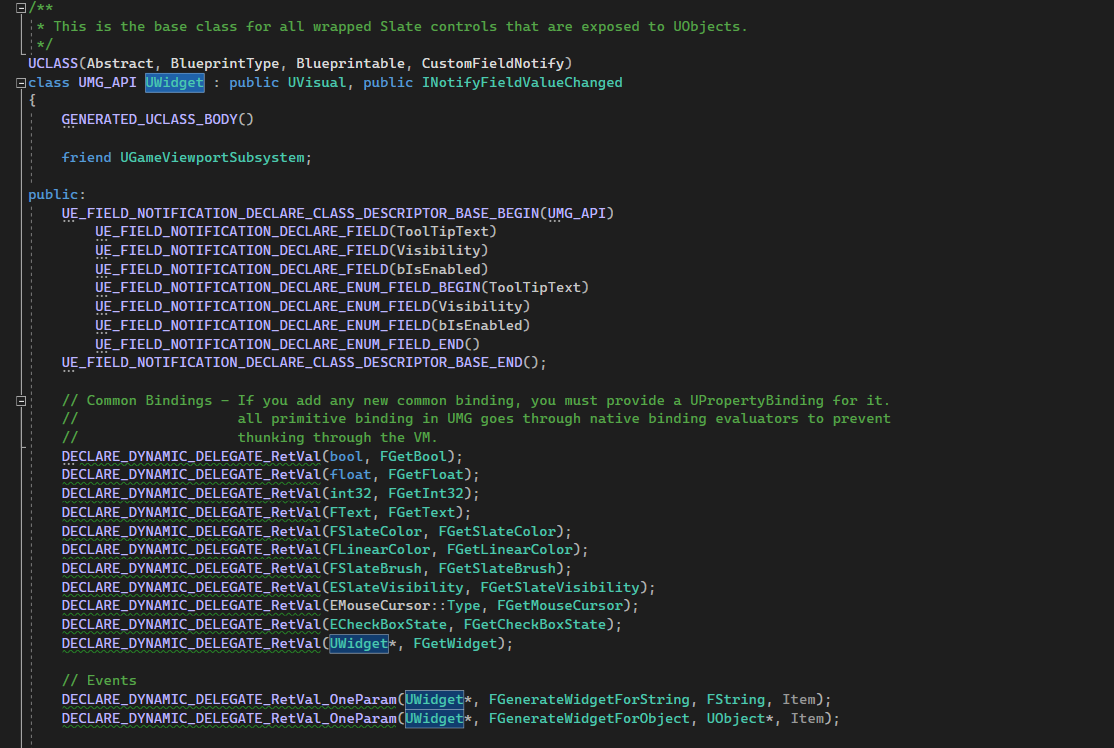 /**
 * This is the base class for all wrapped Slate controls that are exposed to UObjects.
 */
UCLASS(Abstract, BlueprintType, Blueprintable, CustomFieldNotify)
class UMG_API UWidget : public UVisual, public INotifyFieldValueChanged
{
    GENERATED_UCLASS_BODY()

    friend UGameViewportSubsystem;

public:
    UE_FIELD_NOTIFICATION_DECLARE_CLASS_DESCRIPTOR_BASE_BEGIN(UMG_API)
        UE_FIELD_NOTIFICATION_DECLARE_FIELD(ToolTipText)
        UE_FIELD_NOTIFICATION_DECLARE_FIELD(Visibility)
        UE_FIELD_NOTIFICATION_DECLARE_FIELD(bIsEnabled)
        UE_FIELD_NOTIFICATION_DECLARE_ENUM_FIELD_BEGIN(ToolTipText)
        UE_FIELD_NOTIFICATION_DECLARE_ENUM_FIELD(Visibility)
        UE_FIELD_NOTIFICATION_DECLARE_ENUM_FIELD(bIsEnabled)
        UE_FIELD_NOTIFICATION_DECLARE_ENUM_FIELD_END()
    UE_FIELD_NOTIFICATION_DECLARE_CLASS_DESCRIPTOR_BASE_END();

    // Common Bindings - If you add any new common binding, you must provide a UPropertyBinding for it.
    //                   all primitive binding in UMG goes through native binding evaluators to prevent
    //                   thunking through the VM.
    DECLARE_DYNAMIC_DELEGATE_RetVal(bool, FGetBool);
    DECLARE_DYNAMIC_DELEGATE_RetVal(float, FGetFloat);
    DECLARE_DYNAMIC_DELEGATE_RetVal(int32, FGetInt32);
    DECLARE_DYNAMIC_DELEGATE_RetVal(FText, FGetText);
    DECLARE_DYNAMIC_DELEGATE_RetVal(FSlateColor, FGetSlateColor);
    DECLARE_DYNAMIC_DELEGATE_RetVal(FLinearColor, FGetLinearColor);
    DECLARE_DYNAMIC_DELEGATE_RetVal(FSlateBrush, FGetSlateBrush);
    DECLARE_DYNAMIC_DELEGATE_RetVal(ESlateVisibility, FGetSlateVisibility);
    DECLARE_DYNAMIC_DELEGATE_RetVal(EMouseCursor::Type, FGetMouseCursor);
    DECLARE_DYNAMIC_DELEGATE_RetVal(ECheckBoxState, FGetCheckBoxState);
    DECLARE_DYNAMIC_DELEGATE_RetVal(UWidget*, FGetWidget);

    // Events
    DECLARE_DYNAMIC_DELEGATE_RetVal_OneParam(UWidget*, FGenerateWidgetForString, FString, Item);
    DECLARE_DYNAMIC_DELEGATE_RetVal_OneParam(UWidget*, FGenerateWidgetForObject, UObject*, Item);